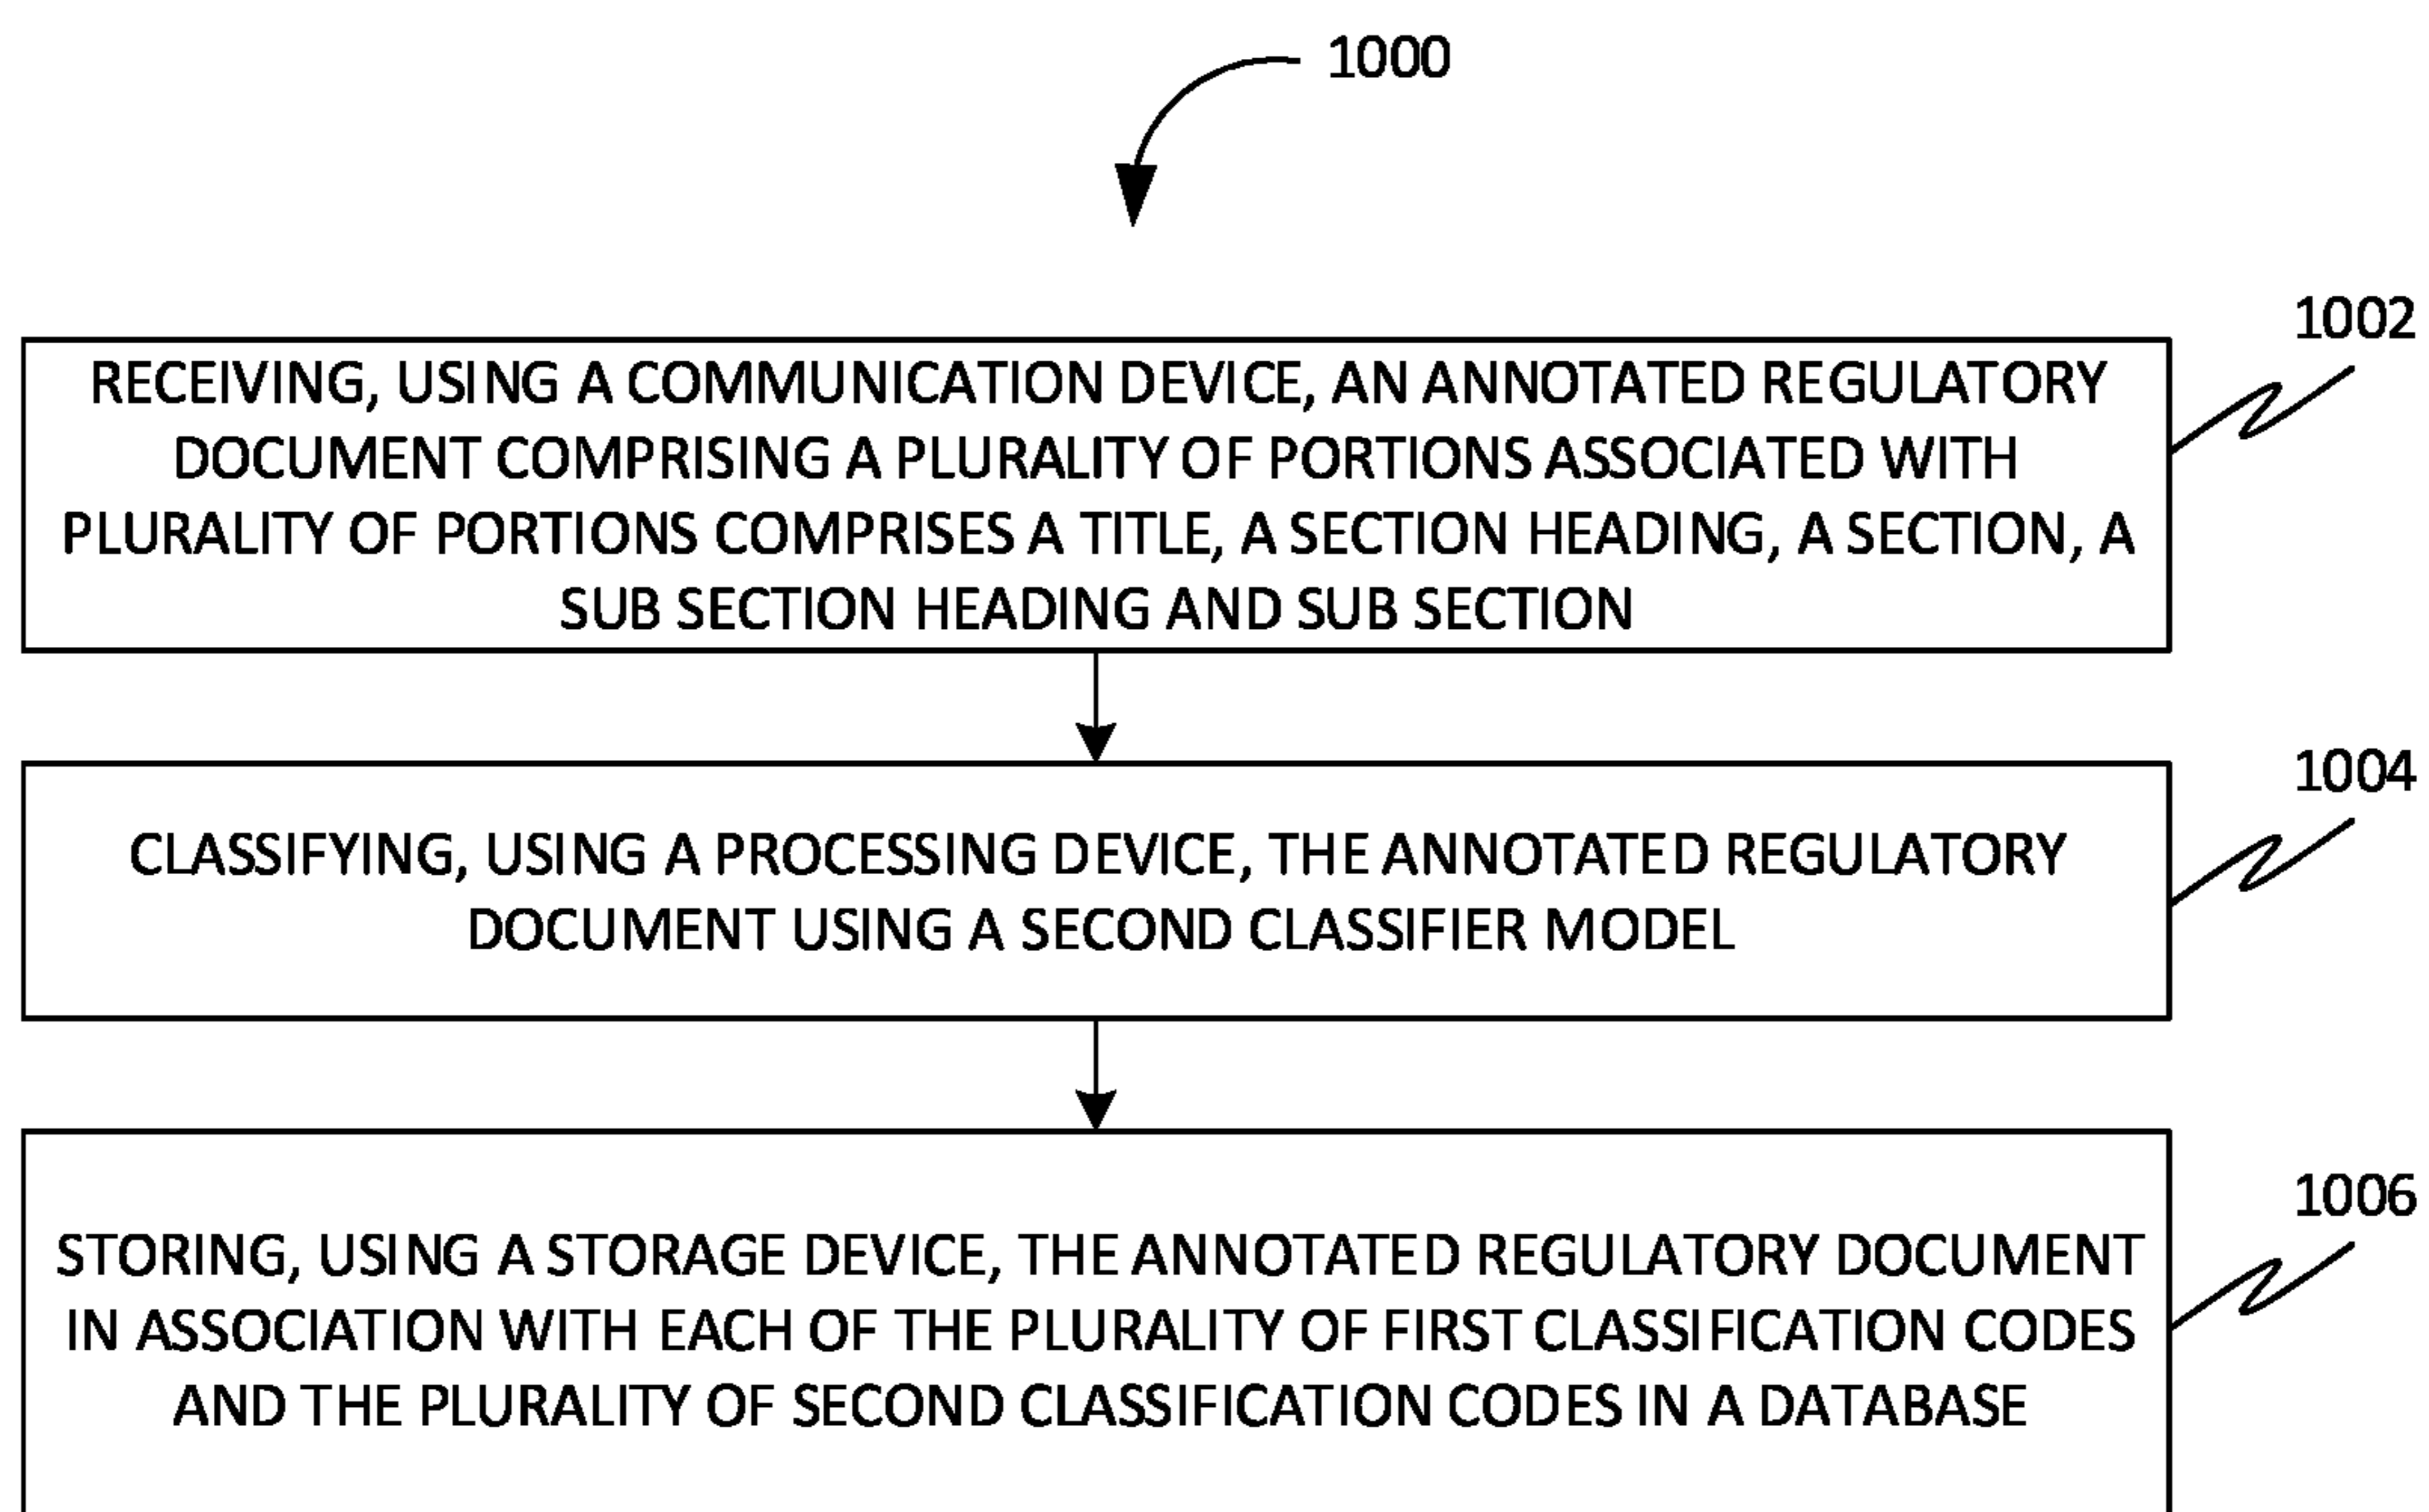 1000
1002
RECEIVING, USING A COMMUNICATION DEVICE, AN ANNOTATED REGULATORY
DOCUMENT COMPRISING A PLURALITY OF PORTIONS ASSOCIATED WITH
PLURALITY OF PORTIONS COMPRISES A TITLE, A SECTION HEADING, A SECTION, A
SUB SECTION HEADING AND SUB SECTION
1004
CLASSIFYING, USING A PROCESSING DEVICE, THE ANNOTATED REGULATORY
DOCUMENT USING A SECOND CLASSIFIER MODEL
1006
STORING, USING A STORAGE DEVICE, THE ANNOTATED REGULATORY DOCUMENT
IN ASSOCIATION WITH EACH OF THE PLURALITY OF FIRST CLASSIFICATION CODES
AND THE PLURALITY OF SECOND CLASSIFICATION CODES IN A DATABASE